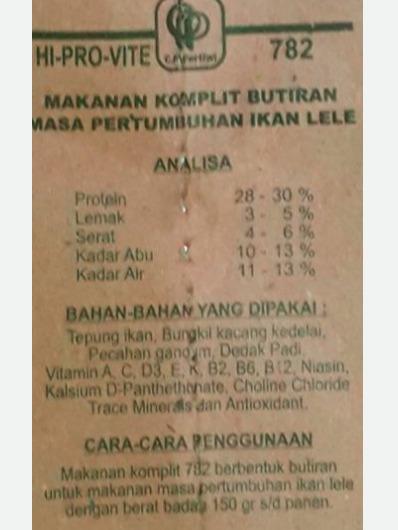 HI-PRO-VITE
C.P. Pertiwi
782
MAKANAN KOMPLIT BUTIRAN
MASA PERTUMBUHAN IKAN LELE
ANALISA
Protein 28 - 30 %
Lemak 3 - 5 %
Serat 4 - 6 %
Kadar Abu 10 - 13 %
Kadar Air 11 - 13 %
BAHAN-BAHAN YANG DIPAKAI :
Tepung ikan, Bungkil kacang kedelai,
Pecahan gandum, Dedak Padi,
Vitamin A, C, D3, E, K, B2, B6, B12, Niasin,
Kalsium D-Panthethonate, Choline Chloride
Trace Minerals dan Antioxidant.
CARA-CARA PENGGUNAAN
Makanan komplit 782 berbentuk butiran
untuk makanan masa pertumbuhan ikan lele
dengan berat badan 150 gr s/d panen.